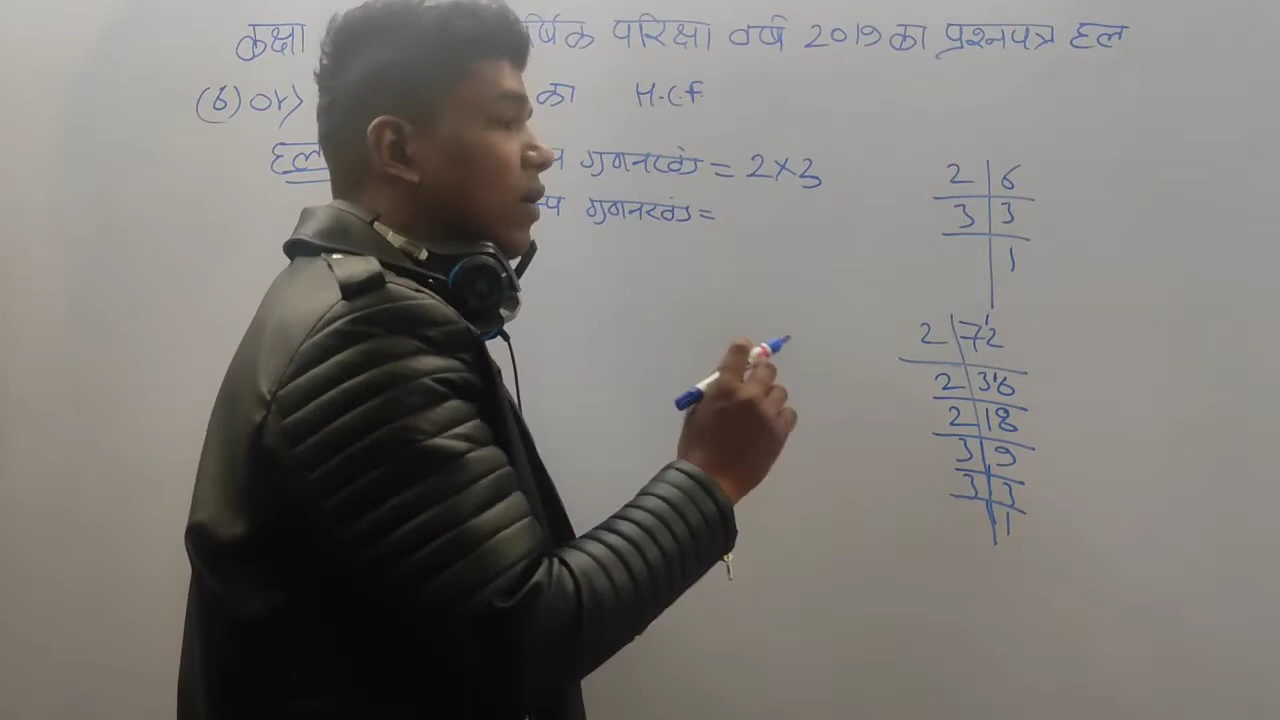 कक्षा र्षिक परिक्षा वर्ष 2019 का प्रश्नपत्र हल
(6) Or> का H.C.F
हल गुणनखंड = 2×3
गुणनखंड =
2 6
3 3
1
2 72
2 36
2 18
3 9
3 3
1